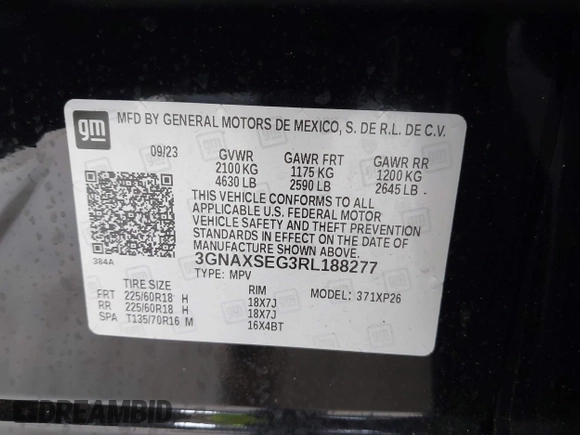 gm
MFD BY GENERAL MOTORS DE MEXICO, S. DE R.L. DE C.V.
09/23 GVWR GAWR FRT GAWR RR
2100 KG 1175 KG 1200 KG
4630 LB 2590 LB 2645 LB
THIS VEHICLE CONFORMS TO ALL
APPLICABLE U.S. FEDERAL MOTOR
VEHICLE SAFETY AND THEFT PREVENTION
STANDARDS IN EFFECT ON THE DATE OF
MANUFACTURE SHOWN ABOVE.
384A
3GNAXSEG3RL188277
TYPE: MPV
TIRE SIZE RIM MODEL: 371XP26
FRT 225/60R18 H 18X7J
RR 225/60R18 H 18X7J
SPA T135/70R16 M 16X4BT
DREAMBID